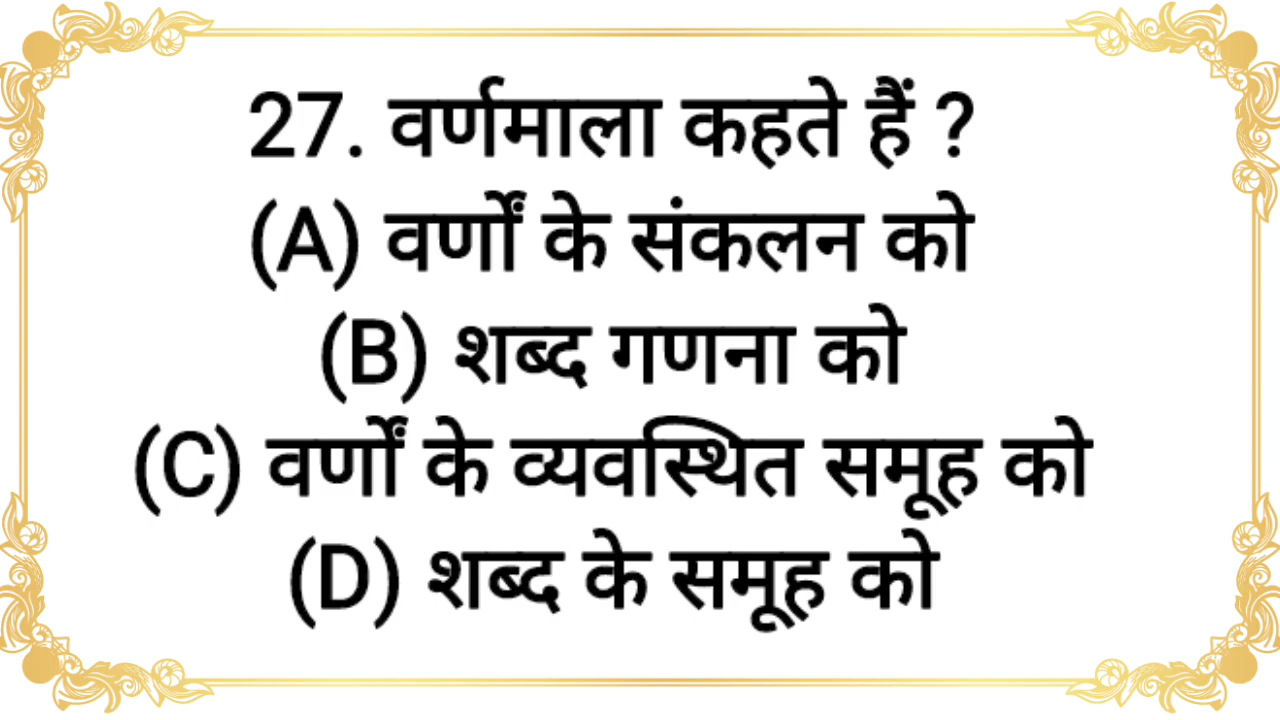 27. वर्णमाला कहते हैं ?
(A) वर्णों के संकलन को
(B) शब्द गणना को
(C) वर्णों के व्यवस्थित समूह को
(D) शब्द के समूह को